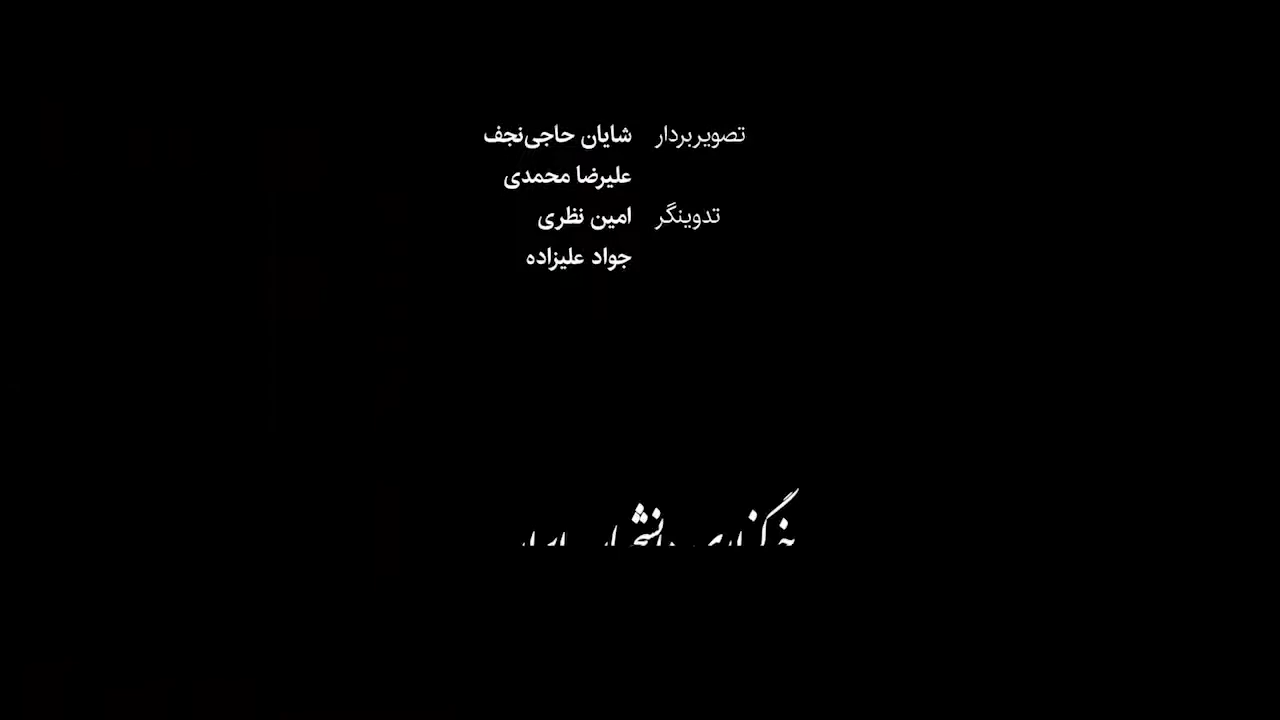 تصویربردار شایان حاجی‌نجف
علیرضا محمدی
تدوینگر امین نظری
جواد علیزاده